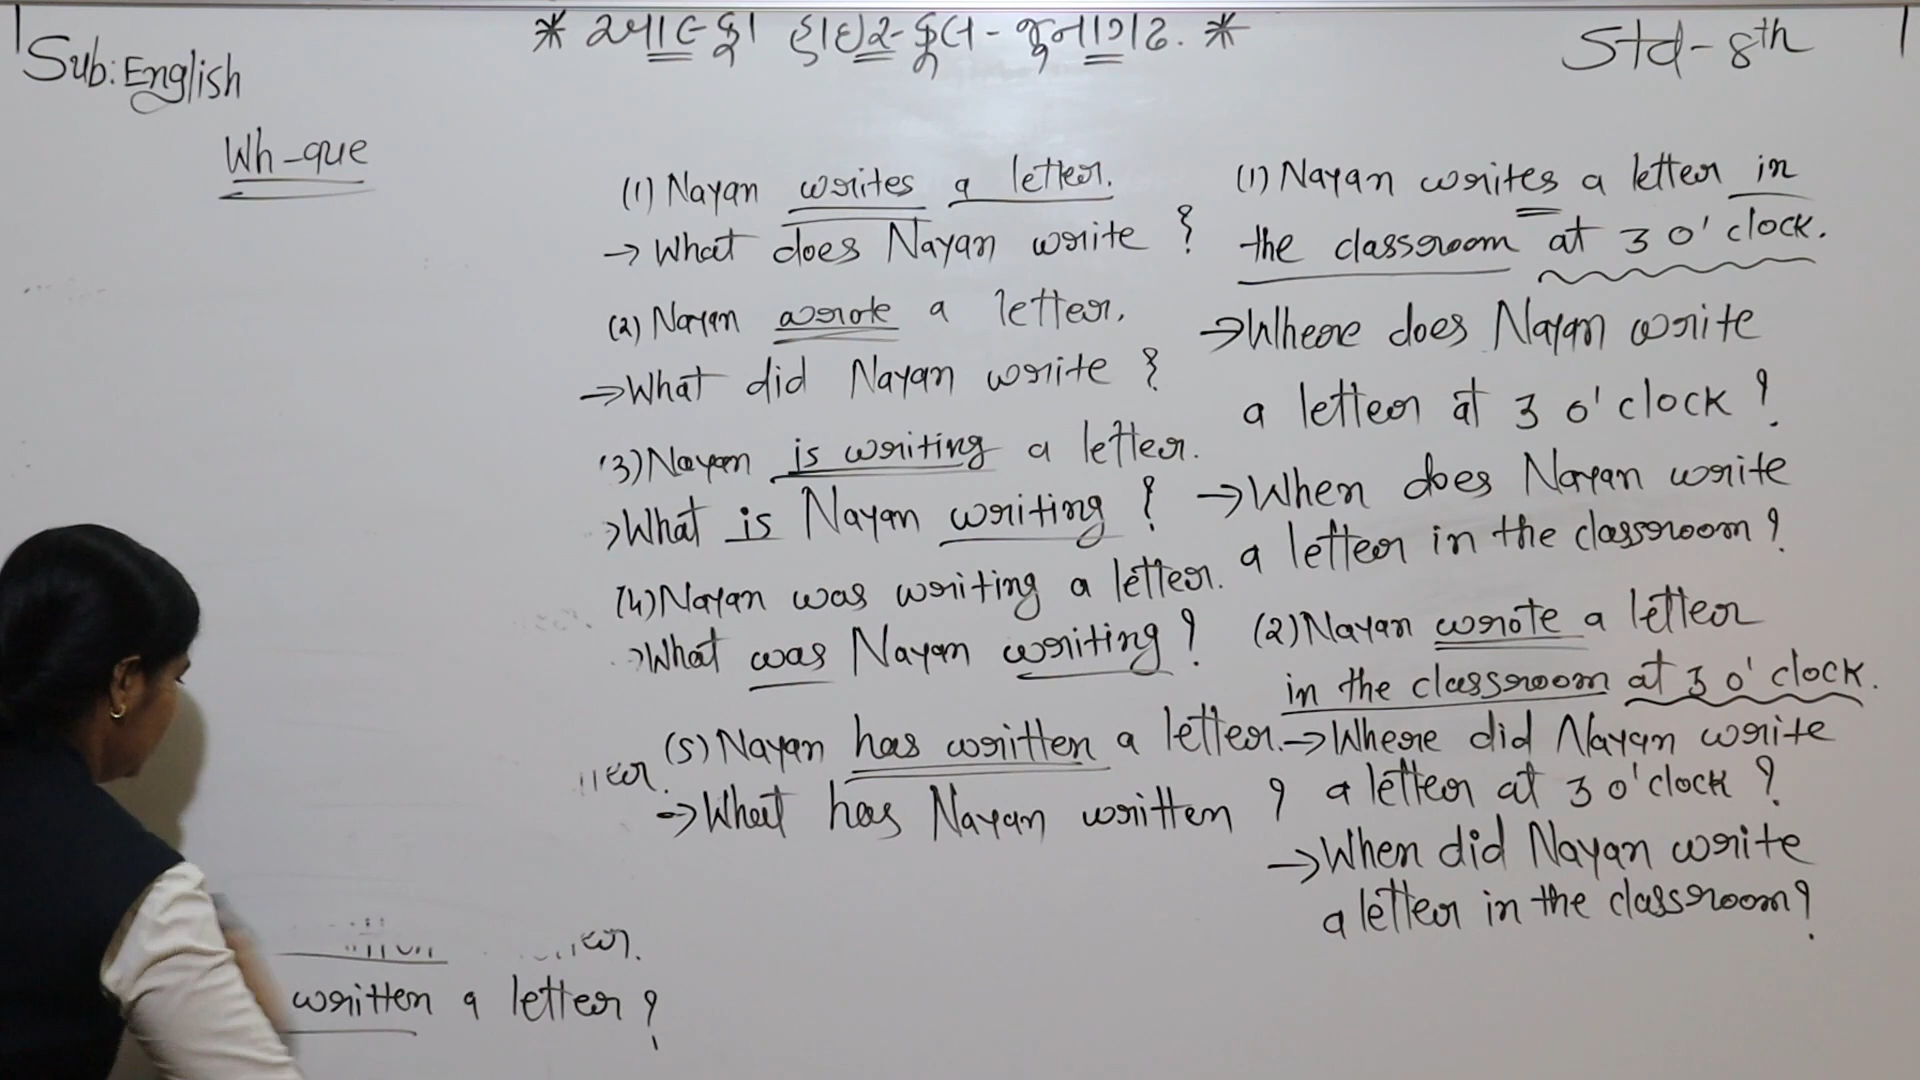 * આલ્ફા હાઇસ્કુલ - જુનાગઢ. *
Sub: English
Std - 8th
Wh-que
(1) Nayan writes a letter.
→ What does Nayan write ?
(2) Nayan wrote a letter.
→ What did Nayan write ?
(3) Nayan is writing a letter.
→ What is Nayan writing ?
(4) Nayan was writing a letter.
→ What was Nayan writing ?
(5) Nayan has written a letter.
→ What has Nayan written ?
written a letter ?
(1) Nayan writes a letter in
the classroom at 3 o'clock.
→ Where does Nayan write
a letter at 3 o'clock ?
→ When does Nayan write
a letter in the classroom ?
(2) Nayan wrote a letter
in the classroom at 3 o'clock.
→ Where did Nayan write
a letter at 3 o'clock ?
→ When did Nayan write
a letter in the classroom ?